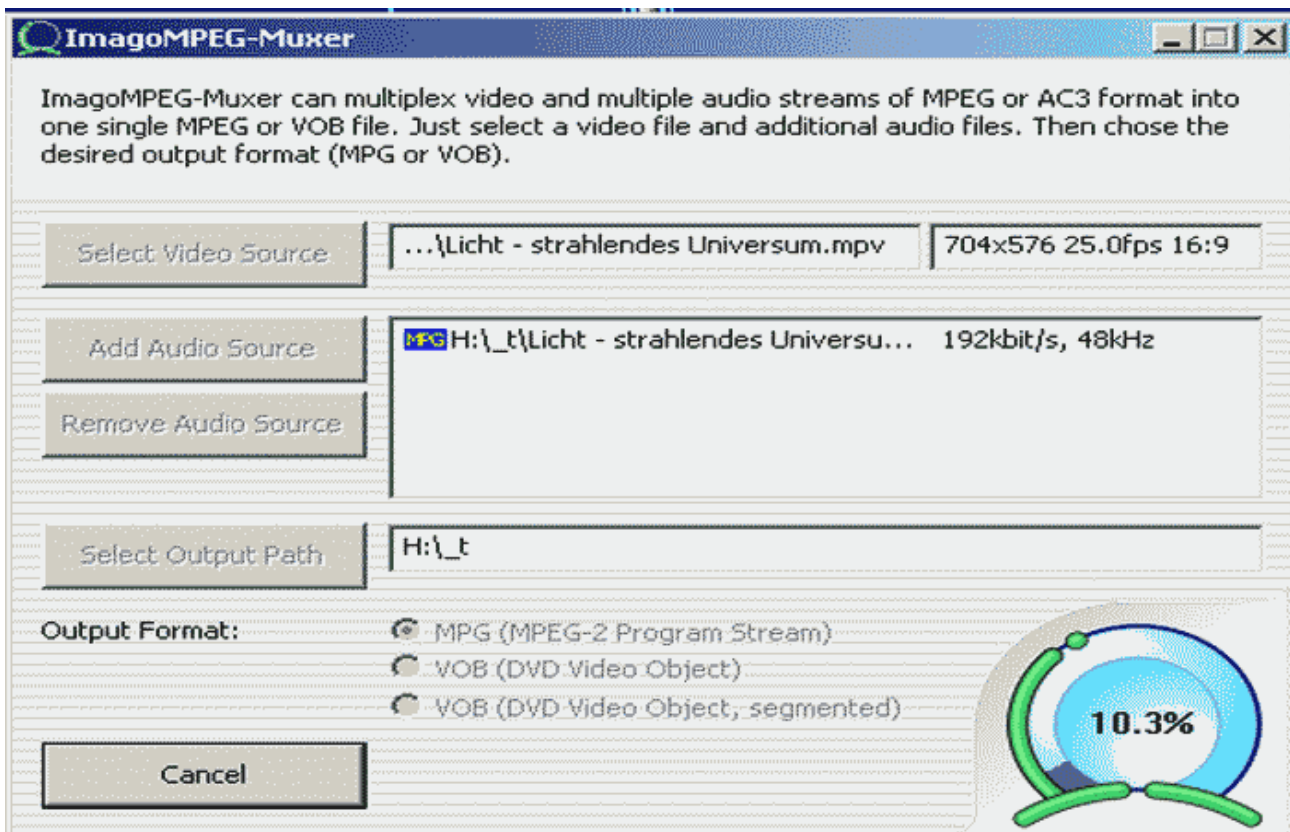 ImagoMPEG-Muxer
ImagoMPEG-Muxer can multiplex video and multiple audio streams of MPEG or AC3 format into
one single MPEG or VOB file. Just select a video file and additional audio files. Then chose the
desired output format (MPG or VOB).
Select Video Source
...\Licht - strahlendes Universum.mpv
704x576 25.0fps 16:9
Add Audio Source
MPG H:\_t\Licht - strahlendes Universu... 192kbit/s, 48kHz
Remove Audio Source
Select Output Path
H:\_t
Output Format:
MPG (MPEG-2 Program Stream)
VOB (DVD Video Object)
VOB (DVD Video Object, segmented)
10.3%
Cancel